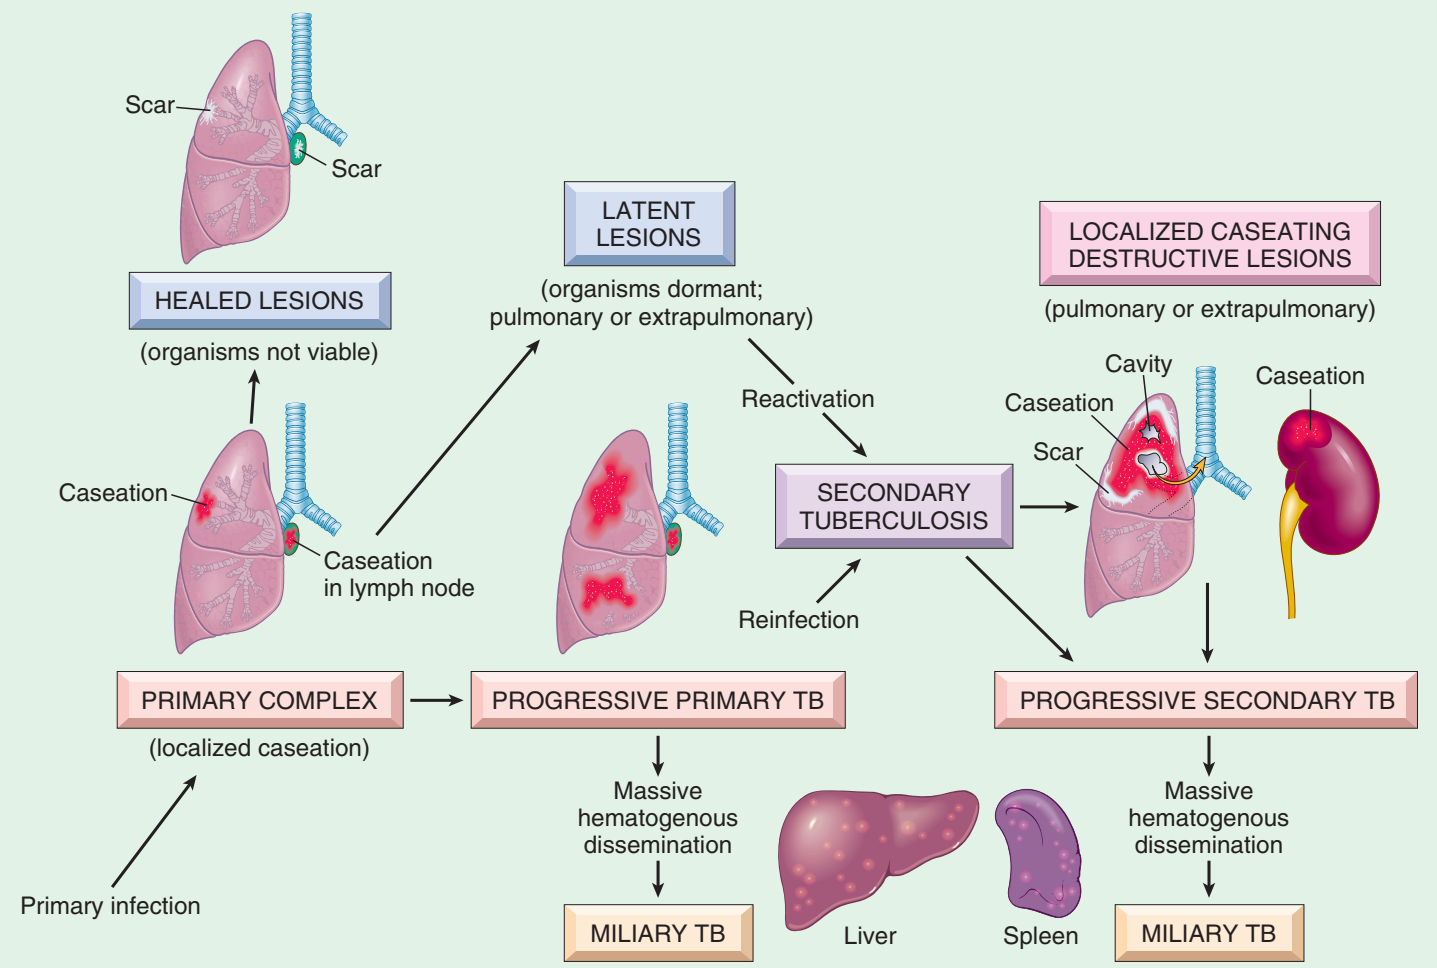 Scar
Scar
HEALED LESIONS
(organisms not viable)
Caseation
Caseation
in lymph node
PRIMARY COMPLEX
(localized caseation)
Primary infection
LATENT
LESIONS
(organisms dormant;
pulmonary or extrapulmonary)
Reactivation
SECONDARY
TUBERCULOSIS
Reinfection
PROGRESSIVE PRIMARY TB
Massive
hematogenous
dissemination
MILIARY TB
Liver
Spleen
LOCALIZED CASEATING
DESTRUCTIVE LESIONS
(pulmonary or extrapulmonary)
Cavity
Caseation
Scar
Caseation
PROGRESSIVE SECONDARY TB
Massive
hematogenous
dissemination
MILIARY TB